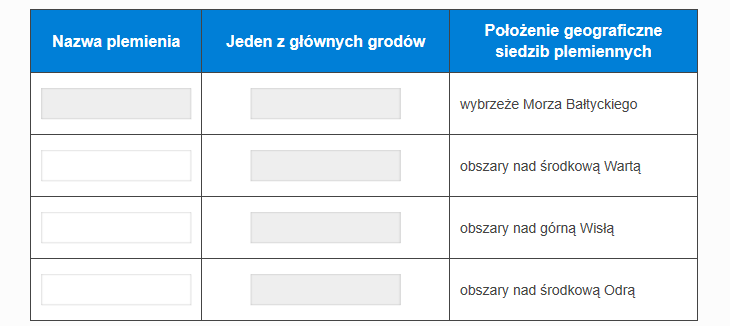 Nazwa plemienia
Jeden z głównych grodów
Położenie geograficzne
siedzib plemiennych
wybrzeże Morza Bałtyckiego
obszary nad środkową Wartą
obszary nad górną Wisłą
obszary nad środkową Odrą